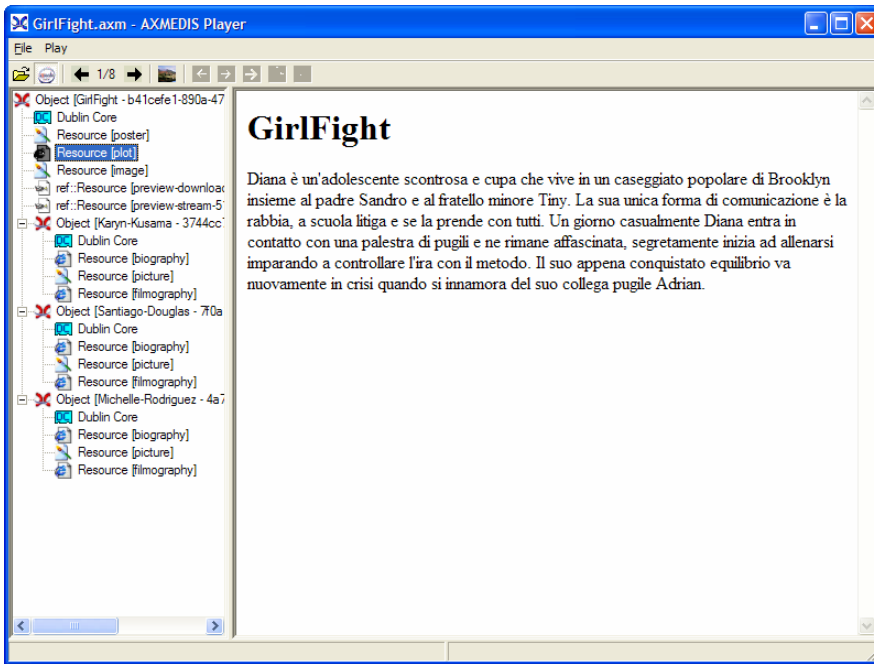 GirlFight.axm - AXMEDIS Player
File Play
1/8
Object [GirlFight - b41cefe1-890a-47
Dublin Core
Resource [poster]
Resource [plot]
Resource [image]
ref::Resource [preview-download
ref::Resource [preview-stream-5
Object [Karyn-Kusama - 3744cc
Dublin Core
Resource [biography]
Resource [picture]
Resource [filmography]
Object [Santiago-Douglas - 7f0a
Dublin Core
Resource [biography]
Resource [picture]
Resource [filmography]
Object [Michelle-Rodriguez - 4a7
Dublin Core
Resource [biography]
Resource [picture]
Resource [filmography]
GirlFight
Diana è un'adolescente scontrosa e cupa che vive in un caseggiato popolare di Brooklyn
insieme al padre Sandro e al fratello minore Tiny. La sua unica forma di comunicazione è la
rabbia, a scuola litiga e se la prende con tutti. Un giorno casualmente Diana entra in
contatto con una palestra di pugili e ne rimane affascinata, segretamente inizia ad allenarsi
imparando a controllare l'ira con il metodo. Il suo appena conquistato equilibrio va
nuovamente in crisi quando si innamora del suo collega pugile Adrian.